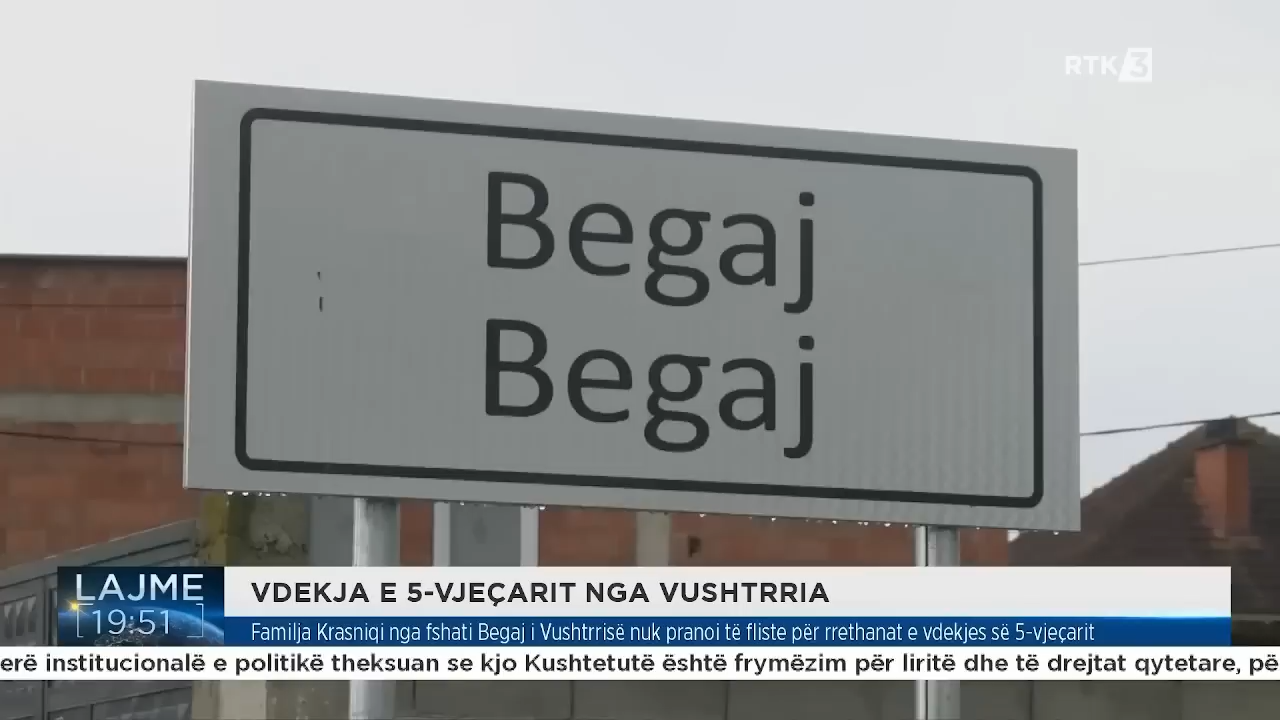 RTK 3
Begaj
Begaj
LAJME
19:51
VDEKJA E 5-VJEÇARIT NGA VUSHTRRIA
Familja Krasniqi nga fshati Begaj i Vushtrrisë nuk pranoi të fliste për rrethanat e vdekjes së 5-vjeçarit
erë institucionalë e politikë theksuan se kjo Kushtetutë është frymëzim për liritë dhe të drejtat qytetare, pë